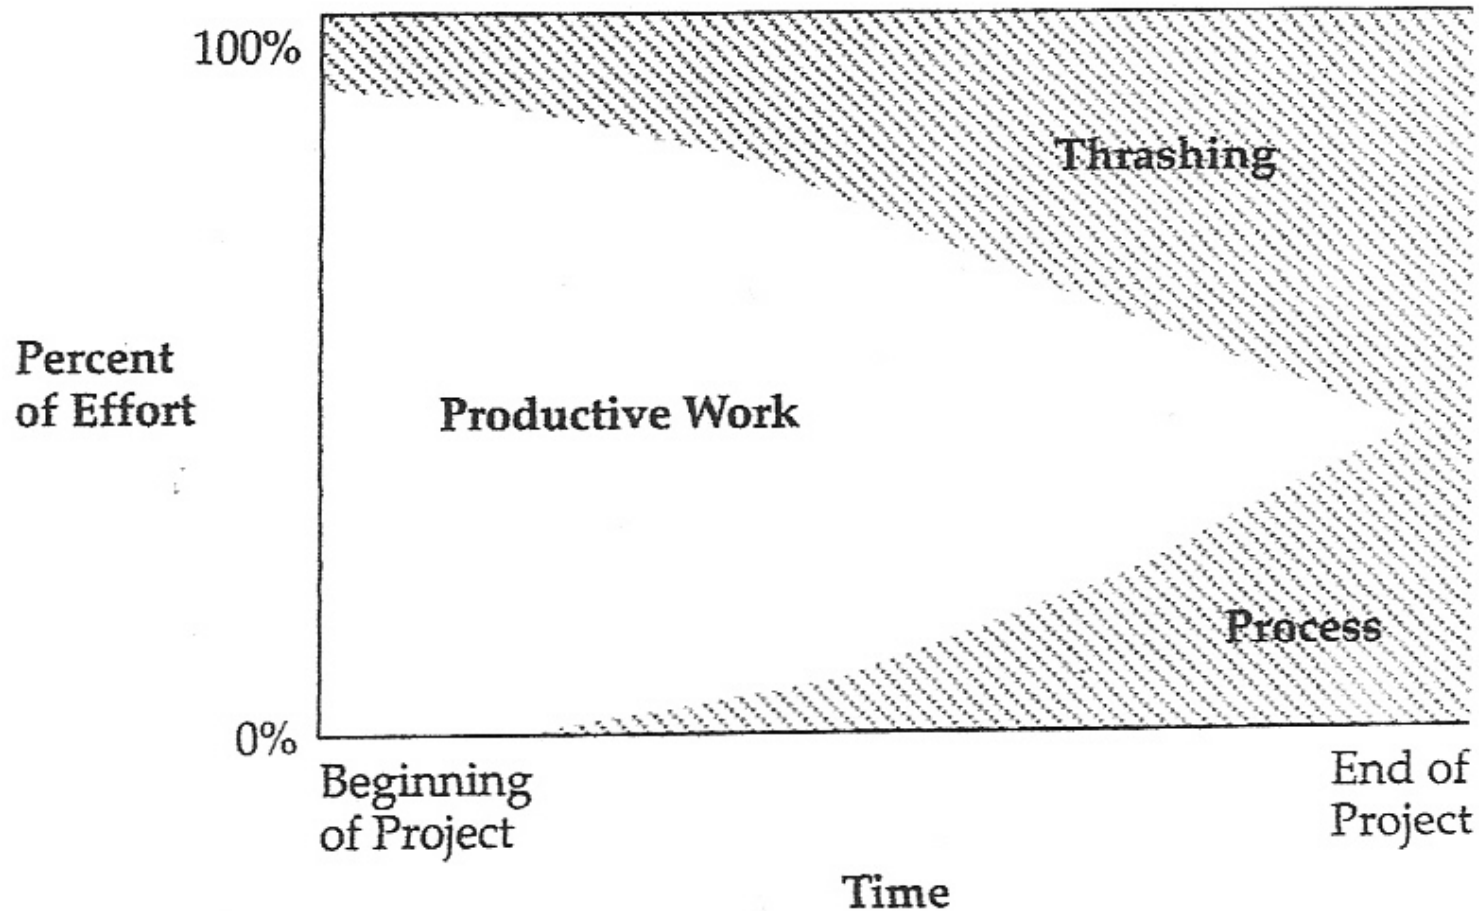 100%
Thrashing
Percent
of Effort
Productive Work
Process
0%
Beginning
of Project
End of
Project
Time